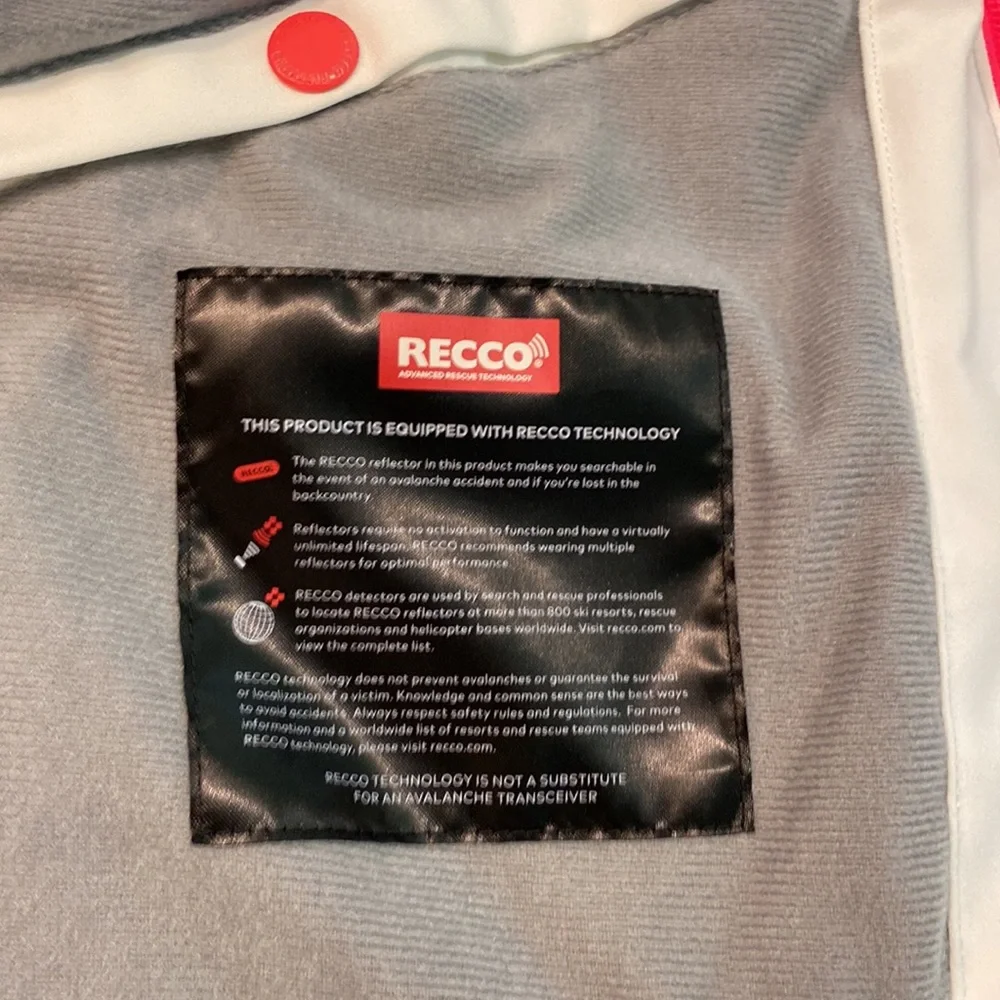 RECCO®
ADVANCED RESCUE TECHNOLOGY
THIS PRODUCT IS EQUIPPED WITH RECCO TECHNOLOGY
RECCO®
The RECCO reflector in this product makes you searchable in
the event of an avalanche accident and if you're lost in the
backcountry.
Reflectors require no activation to function and have a virtually
unlimited lifespan. RECCO recommends wearing multiple
reflectors for optimal performance
RECCO detectors are used by search and rescue professionals
to locate RECCO reflectors at more than 800 ski resorts, rescue
organizations and helicopter bases worldwide. Visit recco.com to
view the complete list.
RECCO technology does not prevent avalanches or guarantee the survival
or localization of a victim. Knowledge and common sense are the best ways
to avoid accidents. Always respect safety rules and regulations. For more
information and a worldwide list of resorts and rescue teams equipped with
RECCO technology, please visit recco.com.
RECCO TECHNOLOGY IS NOT A SUBSTITUTE
FOR AN AVALANCHE TRANSCEIVER